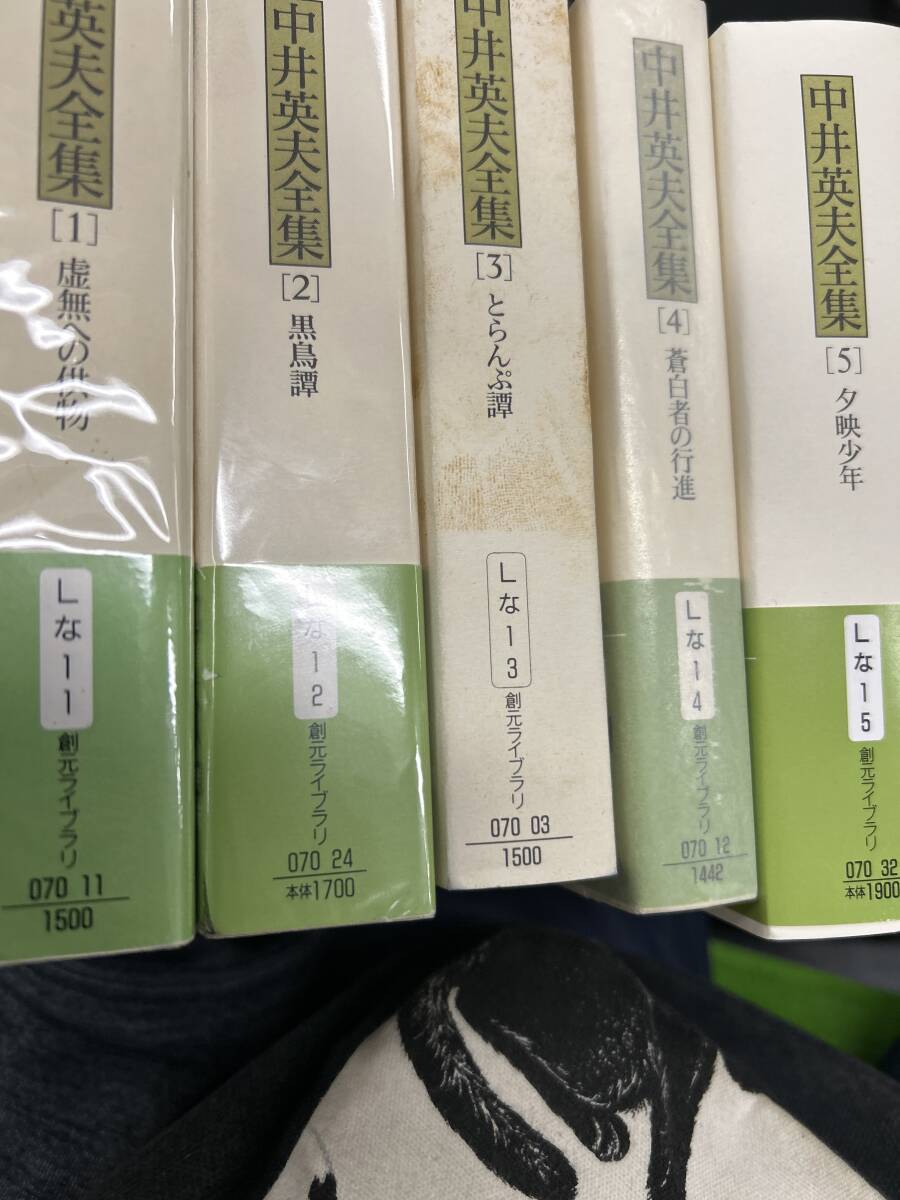 英夫全集
[1]
虚無への供物
Lな11
創元ライブラリ
070 11
1500
中井英夫全集
[2]
黒鳥譚
な12
創元ライブラリ
070 24
本体1700
中井英夫全集
[3]
とらんぷ譚
Lな13
創元ライブラリ
070 03
1500
中井英夫全集
[4]
蒼白者の行進
Lな14
創元ライブラリ
070 12
1442
中井英夫全集
[5]
夕映少年
Lな15
創元ライブラリ
070 32
本体1900